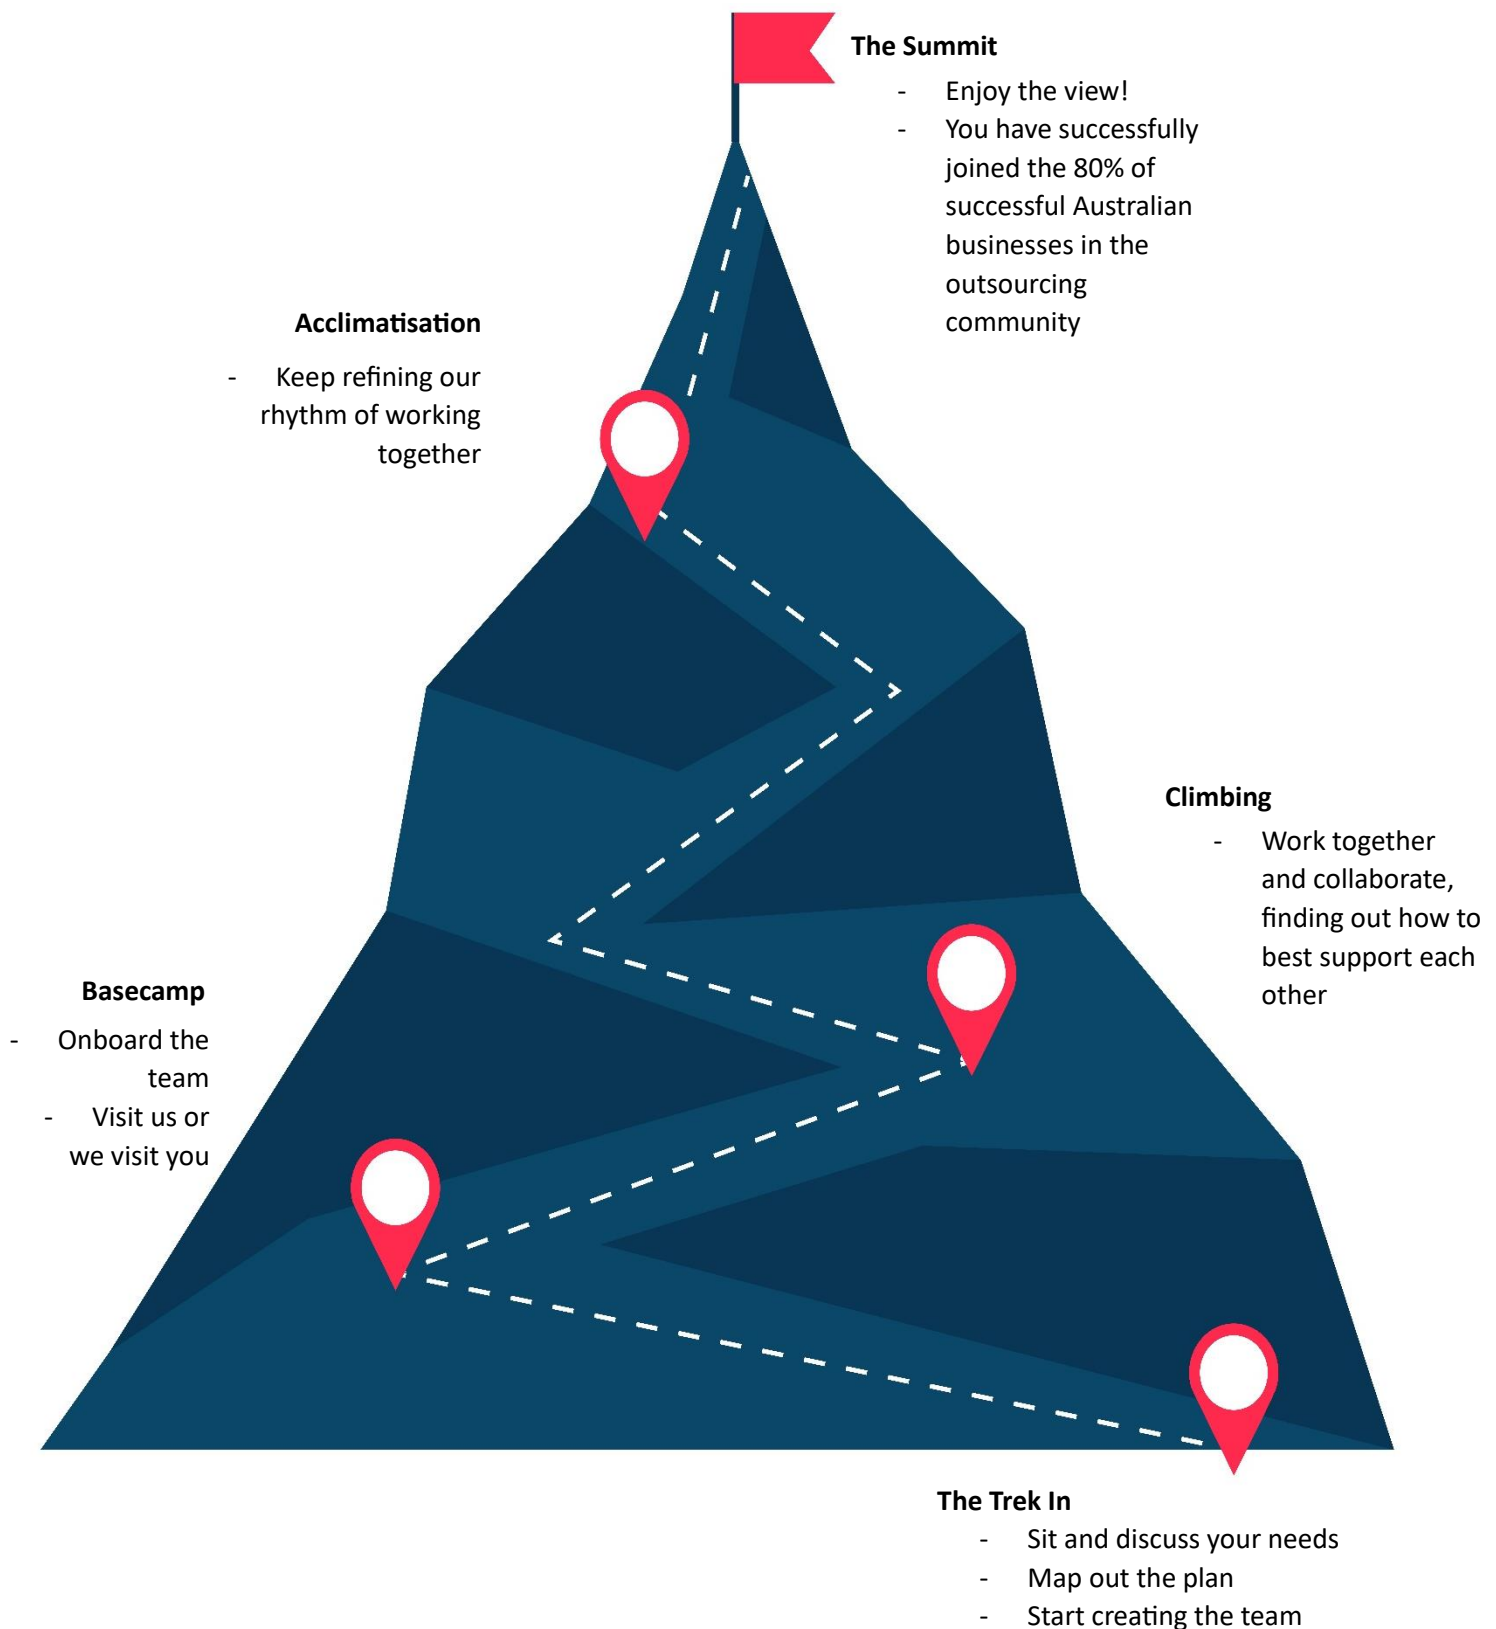 The Summit
- Enjoy the view!
- You have successfully
joined the 80% of
successful Australian
businesses in the
outsourcing
community
Acclimatisation
- Keep refining our
rhythm of working
together
Climbing
- Work together
and collaborate,
finding out how to
best support each
other
Basecamp
- Onboard the
team
- Visit us or
we visit you
The Trek In
- Sit and discuss your needs
- Map out the plan
- Start creating the team